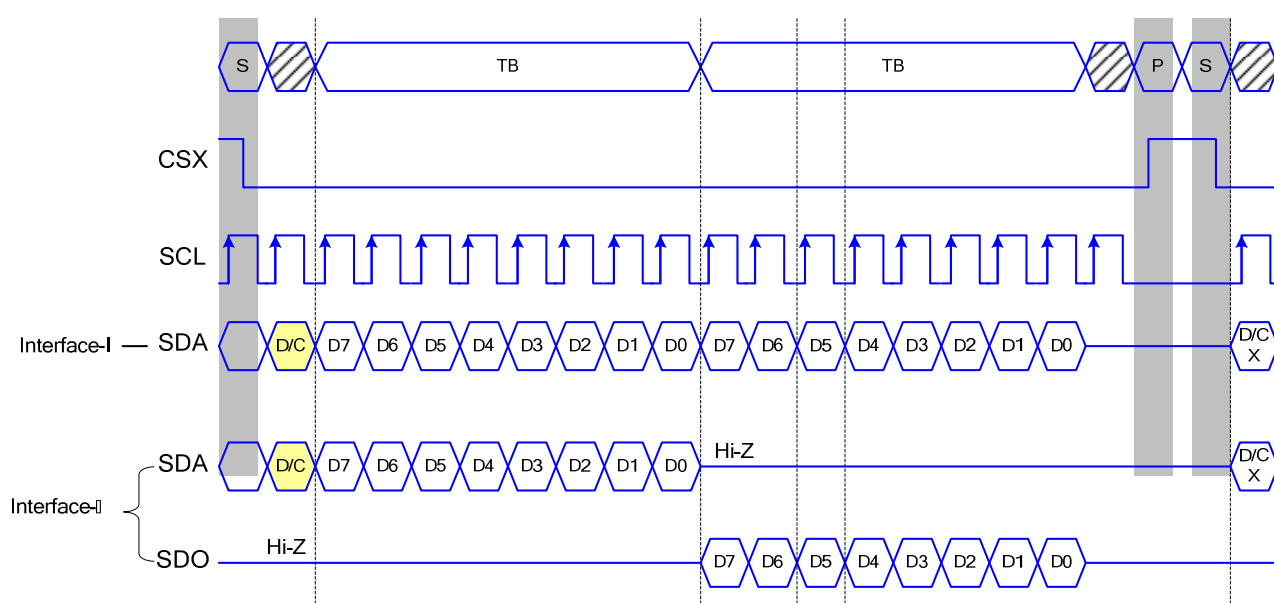 S TB TB P S
CSX
SCL
Interface-I SDA D/C D7 D6 D5 D4 D3 D2 D1 D0 D7 D6 D5 D4 D3 D2 D1 D0 D/C X
SDA D/C D7 D6 D5 D4 D3 D2 D1 D0 Hi-Z D/C X
Interface-▯
SDO Hi-Z D7 D6 D5 D4 D3 D2 D1 D0